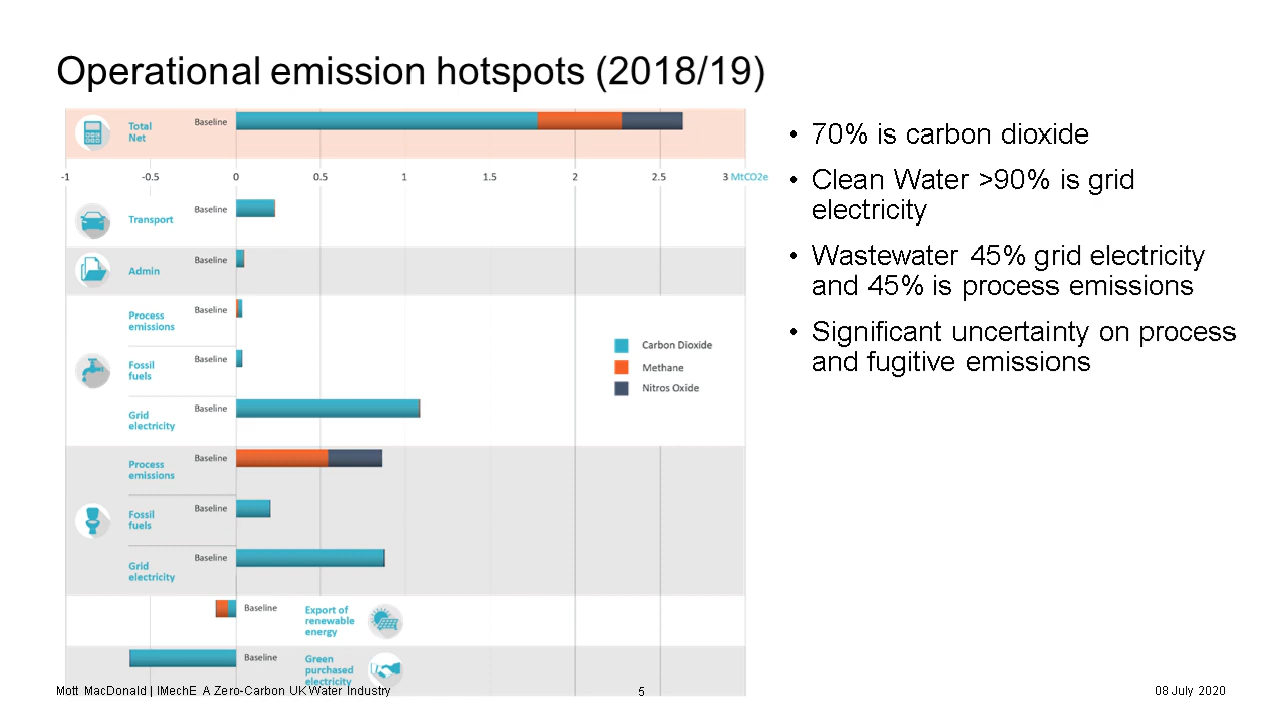 Operational emission hotspots (2018/19)
Total
Net
Baseline
-1
-0.5
0
0.5
1
1.5
2
2.5
3 MtCO2e
Transport
Baseline
Admin
Baseline
Process
emissions
Baseline
Fossil
fuels
Baseline
Grid
electricity
Baseline
Process
emissions
Baseline
Fossil
fuels
Baseline
Grid
electricity
Baseline
Baseline
Export of
renewable
energy
Baseline
Green
purchased
electricity
Carbon Dioxide
Methane
Nitros Oxide
• 70% is carbon dioxide
• Clean Water >90% is grid
electricity
• Wastewater 45% grid electricity
and 45% is process emissions
• Significant uncertainty on process
and fugitive emissions
Mott MacDonald | IMechE A Zero-Carbon UK Water Industry
5
08 July 2020